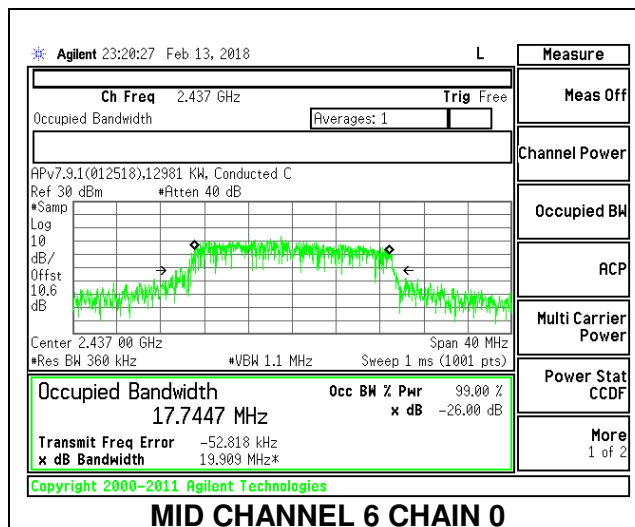 Agilent 23:20:27 Feb 13, 2018 L
Measure
Ch Freq 2.437 GHz Trig Free
Meas Off
Occupied Bandwidth Averages: 1
Channel Power
APv7.9.1(012518),12981 KW, Conducted C
Ref 30 dBm #Atten 40 dB
#Samp
Occupied BW
Log
10
dB/
ACP
Offst
10.6
dB
Multi Carrier
Power
Center 2.437 00 GHz Span 40 MHz
#Res BW 360 kHz #VBW 1.1 MHz Sweep 1 ms (1001 pts)
Power Stat
CCDF
Occupied Bandwidth Occ BW % Pwr 99.00 %
17.7447 MHz x dB -26.00 dB
Transmit Freq Error -52.818 kHz
x dB Bandwidth 19.909 MHz*
More
1 of 2
Copyright 2000-2011 Agilent Technologies
MID CHANNEL 6 CHAIN 0